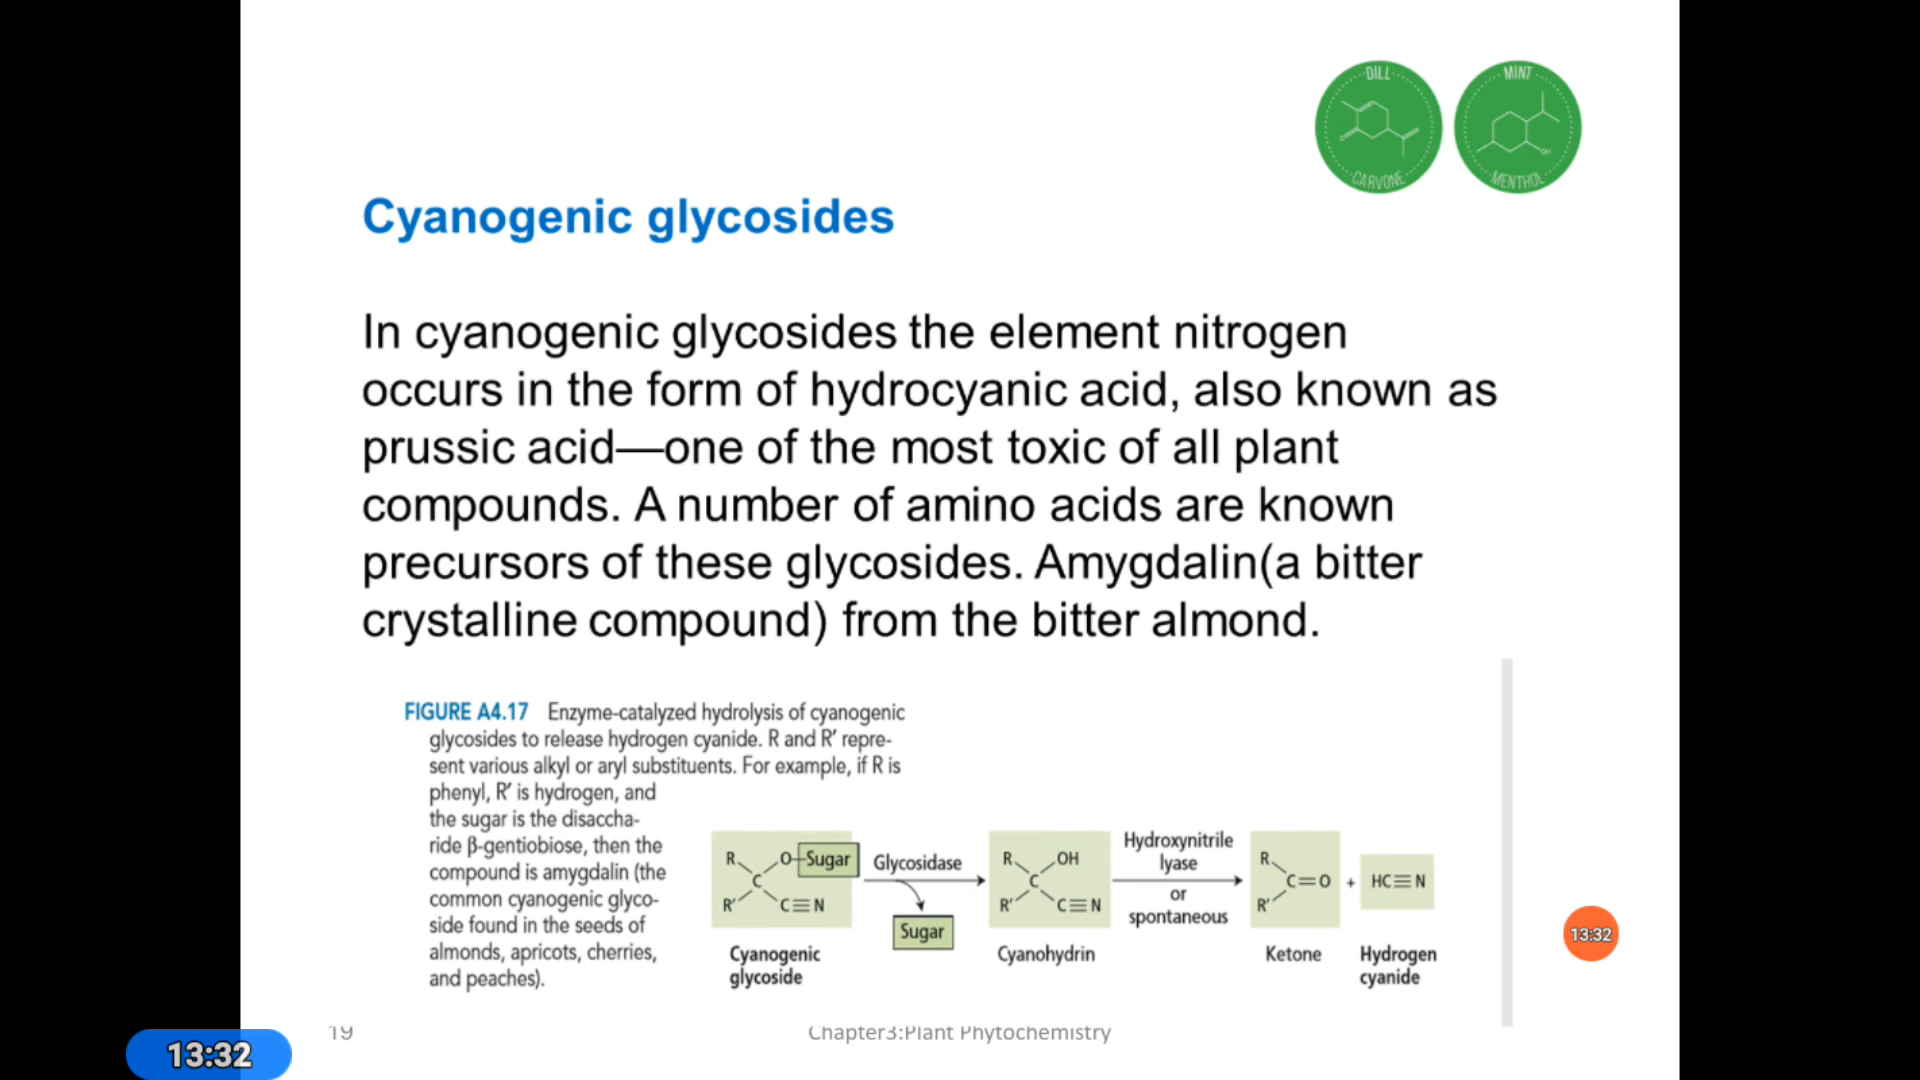 DILL
CARVONE
MINT
MENTHOL
OH
Cyanogenic glycosides
In cyanogenic glycosides the element nitrogen
occurs in the form of hydrocyanic acid, also known as
prussic acid—one of the most toxic of all plant
compounds. A number of amino acids are known
precursors of these glycosides. Amygdalin(a bitter
crystalline compound) from the bitter almond.
FIGURE A4.17 Enzyme-catalyzed hydrolysis of cyanogenic
glycosides to release hydrogen cyanide. R and R′ repre-
sent various alkyl or aryl substituents. For example, if R is
phenyl, R′ is hydrogen, and
the sugar is the disaccha-
ride β-gentiobiose, then the
compound is amygdalin (the
common cyanogenic glyco-
side found in the seeds of
almonds, apricots, cherries,
and peaches).
R O Sugar
C
R′ C≡N
Cyanogenic
glycoside
Glycosidase
Sugar
R OH
C
R′ C≡N
Cyanohydrin
Hydroxynitrile
lyase
or
spontaneous
R
C=O + HC≡N
R′
Ketone
Hydrogen
cyanide
13:32
19
Chapter3:Plant Phytochemistry
13:32